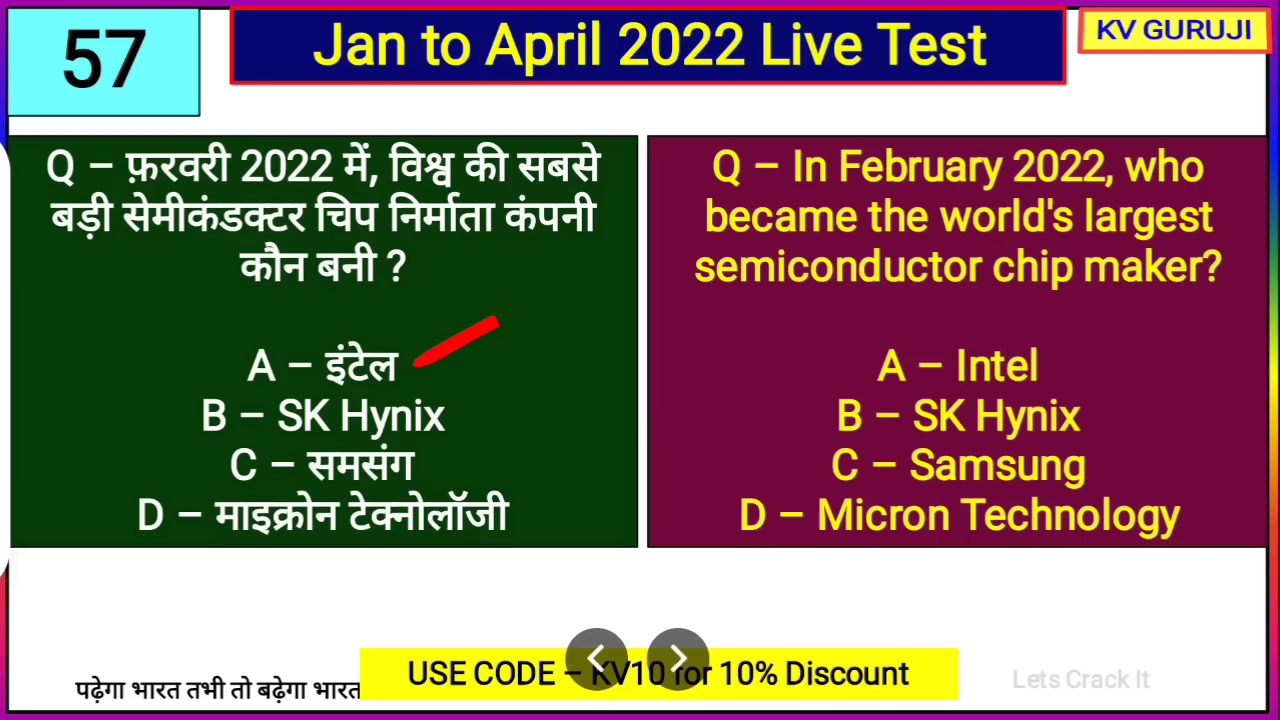 57
Jan to April 2022 Live Test
KV GURUJI
Q – फ़रवरी 2022 में, विश्व की सबसे
बड़ी सेमीकंडक्टर चिप निर्माता कंपनी
कौन बनी ?
A – इंटेल
B – SK Hynix
C – समसंग
D – माइक्रोन टेक्नोलॉजी
Q – In February 2022, who
became the world's largest
semiconductor chip maker?
A – Intel
B – SK Hynix
C – Samsung
D – Micron Technology
पढ़ेगा भारत तभी तो बढ़ेगा भारत
USE CODE – KV10 for 10% Discount
Lets Crack It